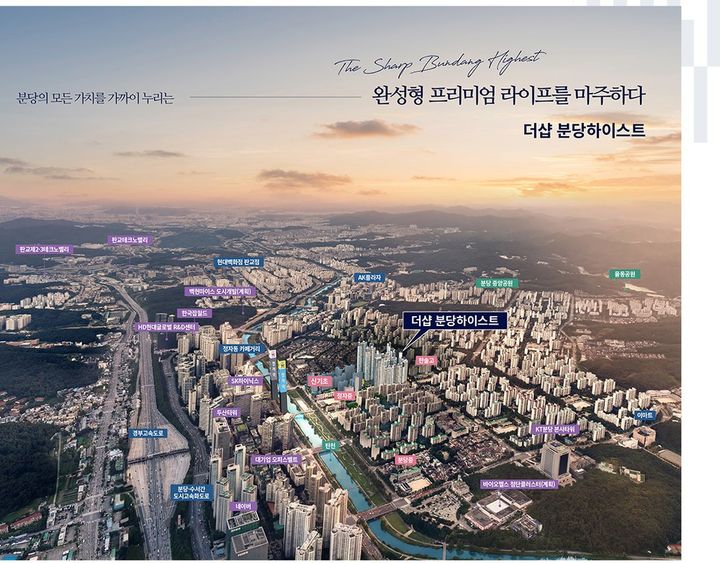 The Sharp Bundang Highest
분당의 모든 가치를 가까이 누리는
완성형 프리미엄 라이프를 마주하다
더샵 분당하이스트
판교제2·3테크노밸리
판교테크노밸리
현대백화점 판교점
AK플라자
분당 중앙공원
율동공원
백현마이스 도시개발(계획)
한국잡월드
HD현대글로벌 R&D센터
더샵 분당하이스트
정자동 카페거리
SK하이닉스
신기초
한솔고
정자중
두산타워
이마트
경부고속도로
탄천
KT분당 본사타워
대기업 오피스벨트
분당중
바이오헬스 첨단클러스터(계획)
분당·수서간
도시고속화도로
네이버